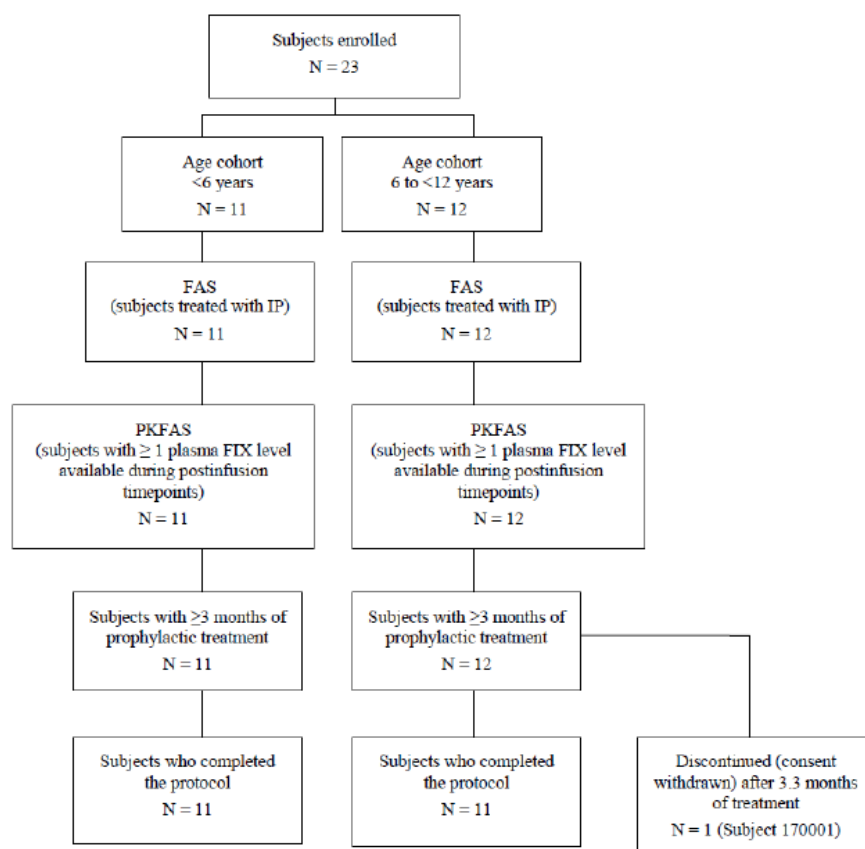 Subjects enrolled
N = 23
Age cohort
<6 years
N = 11
Age cohort
6 to <12 years
N = 12
FAS
(subjects treated with IP)
N = 11
FAS
(subjects treated with IP)
N = 12
PKFAS
(subjects with ≥ 1 plasma FIX level
available during postinfusion
timepoints)
N = 11
PKFAS
(subjects with ≥ 1 plasma FIX level
available during postinfusion
timepoints)
N = 12
Subjects with ≥3 months of
prophylactic treatment
N = 11
Subjects with ≥3 months of
prophylactic treatment
N = 12
Subjects who completed
the protocol
N = 11
Subjects who completed
the protocol
N = 11
Discontinued (consent
withdrawn) after 3.3 months
of treatment
N = 1 (Subject 170001)